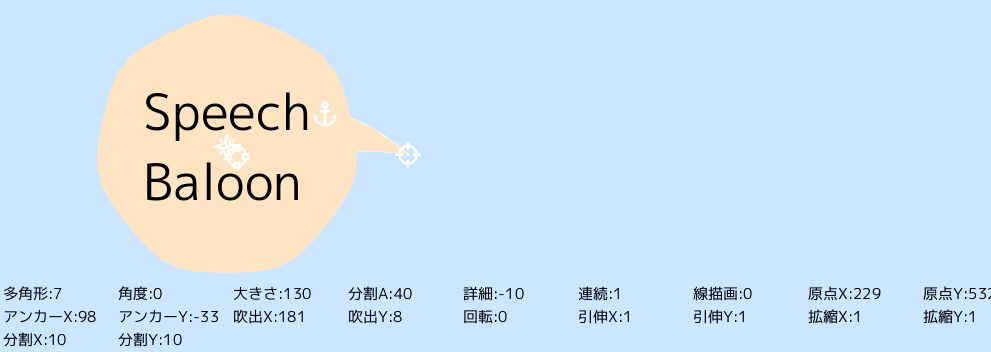 Speech
Baloon
多角形:7 角度:0 大きさ:130 分割A:40 詳細:-10 連続:1 線描画:0 原点X:229 原点Y:532
アンカーX:98 アンカーY:-33 吹出X:181 吹出Y:8 回転:0 引伸X:1 引伸Y:1 拡縮X:1 拡縮Y:1
分割X:10 分割Y:10